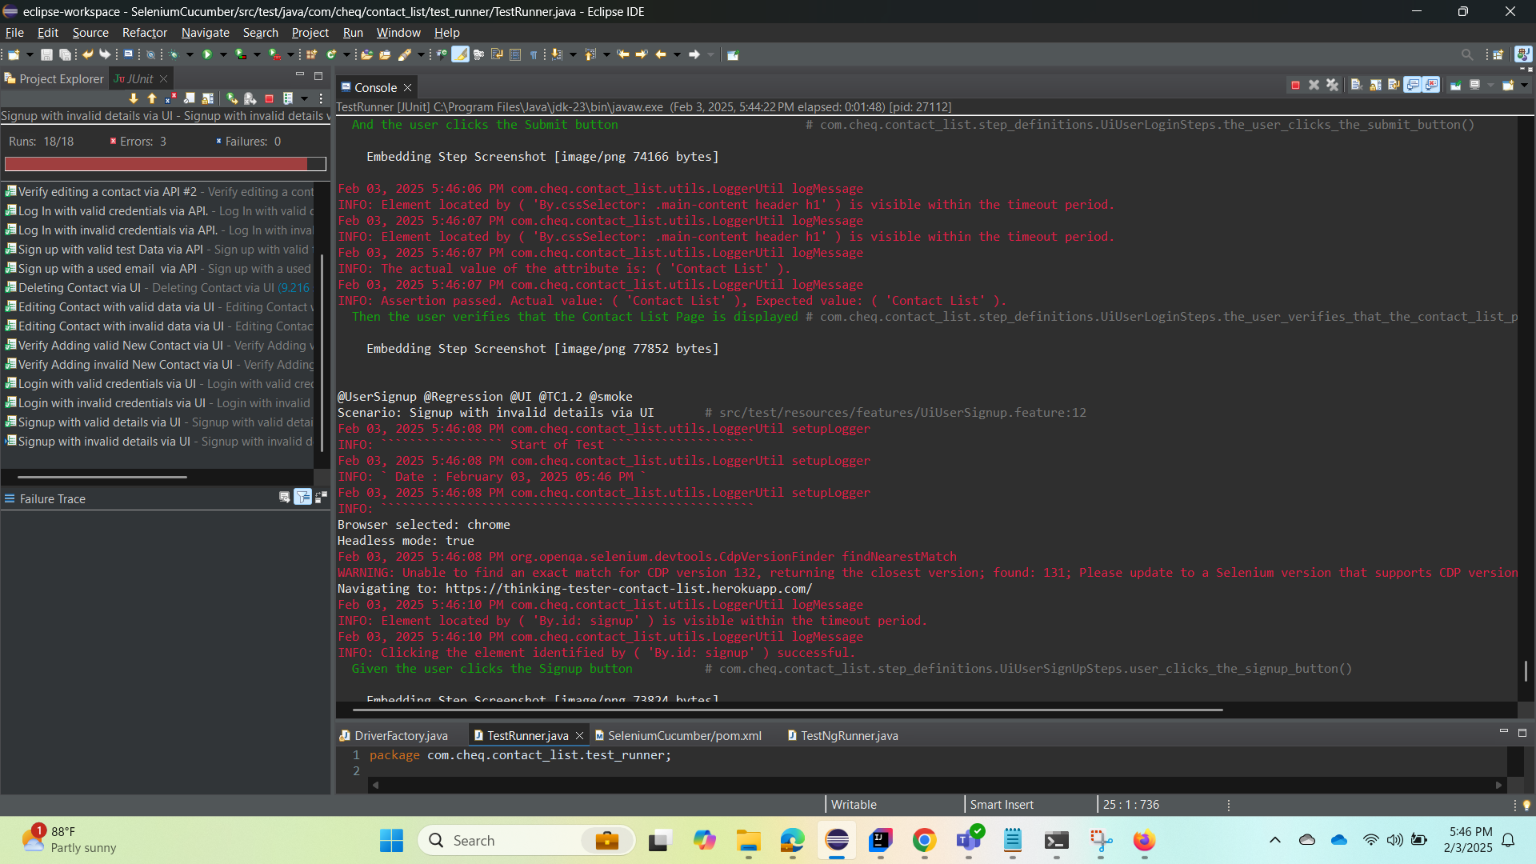 eclipse-workspace - SeleniumCucumber/src/test/java/com/cheq/contact_list/test_runner/TestRunner.java - Eclipse IDE
File Edit Source Refactor Navigate Search Project Run Window Help
Project Explorer JUnit
Signup with invalid details via UI - Signup with invalid details v
Runs: 18/18 Errors: 3 Failures: 0
Verify editing a contact via API #2 - Verify editing a cont
Log In with valid credentials via API. - Log In with valid c
Log In with invalid credentials via API. - Log In with inva
Sign up with valid test Data via API - Sign up with valid
Sign up with a used email via API - Sign up with a used
Deleting Contact via UI - Deleting Contact via UI (9.216
Editing Contact with valid data via UI - Editing Contact v
Editing Contact with invalid data via UI - Editing Contac
Verify Adding valid New Contact via UI - Verify Adding v
Verify Adding invalid New Contact via UI - Verify Adding
Login with valid credentials via UI - Login with valid cred
Login with invalid credentials via UI - Login with invalid
Signup with valid details via UI - Signup with valid detai
Signup with invalid details via UI - Signup with invalid d
Failure Trace
Console
TestRunner [JUnit] C:\Program Files\Java\jdk-23\bin\javaw.exe (Feb 3, 2025, 5:44:22 PM elapsed: 0:01:48) [pid: 27112]
And the user clicks the Submit button # com.cheq.contact_list.step_definitions.UiUserLoginSteps.the_user_clicks_the_submit_button()
Embedding Step Screenshot [image/png 74166 bytes]
Feb 03, 2025 5:46:06 PM com.cheq.contact_list.utils.LoggerUtil logMessage
INFO: Element located by ( 'By.cssSelector: .main-content header h1' ) is visible within the timeout period.
Feb 03, 2025 5:46:07 PM com.cheq.contact_list.utils.LoggerUtil logMessage
INFO: Element located by ( 'By.cssSelector: .main-content header h1' ) is visible within the timeout period.
Feb 03, 2025 5:46:07 PM com.cheq.contact_list.utils.LoggerUtil logMessage
INFO: The actual value of the attribute is: ( 'Contact List' ).
Feb 03, 2025 5:46:07 PM com.cheq.contact_list.utils.LoggerUtil logMessage
INFO: Assertion passed. Actual value: ( 'Contact List' ), Expected value: ( 'Contact List' ).
Then the user verifies that the Contact List Page is displayed # com.cheq.contact_list.step_definitions.UiUserLoginSteps.the_user_verifies_that_the_contact_list_p
Embedding Step Screenshot [image/png 77852 bytes]
@UserSignup @Regression @UI @TC1.2 @smoke
Scenario: Signup with invalid details via UI # src/test/resources/features/UiUserSignup.feature:12
Feb 03, 2025 5:46:08 PM com.cheq.contact_list.utils.LoggerUtil setupLogger
INFO: ````````````````` Start of Test ````````````````````
Feb 03, 2025 5:46:08 PM com.cheq.contact_list.utils.LoggerUtil setupLogger
INFO: ` Date : February 03, 2025 05:46 PM `
Feb 03, 2025 5:46:08 PM com.cheq.contact_list.utils.LoggerUtil setupLogger
INFO: ````````````````````````````````````````````````````
Browser selected: chrome
Headless mode: true
Feb 03, 2025 5:46:08 PM org.openqa.selenium.devtools.CdpVersionFinder findNearestMatch
WARNING: Unable to find an exact match for CDP version 132, returning the closest version; found: 131; Please update to a Selenium version that supports CDP version
Navigating to: https://thinking-tester-contact-list.herokuapp.com/
Feb 03, 2025 5:46:10 PM com.cheq.contact_list.utils.LoggerUtil logMessage
INFO: Element located by ( 'By.id: signup' ) is visible within the timeout period.
Feb 03, 2025 5:46:10 PM com.cheq.contact_list.utils.LoggerUtil logMessage
INFO: Clicking the element identified by ( 'By.id: signup' ) successful.
Given the user clicks the Signup button # com.cheq.contact_list.step_definitions.UiUserSignUpSteps.user_clicks_the_signup_button()
Embedding Step Screenshot [image/png 73824 bytes]
DriverFactory.java TestRunner.java SeleniumCucumber/pom.xml TestNgRunner.java
1 package com.cheq.contact_list.test_runner;
2
Writable Smart Insert 25 : 1 : 736
1
88°F
Partly sunny
Search
5:46 PM
2/3/2025